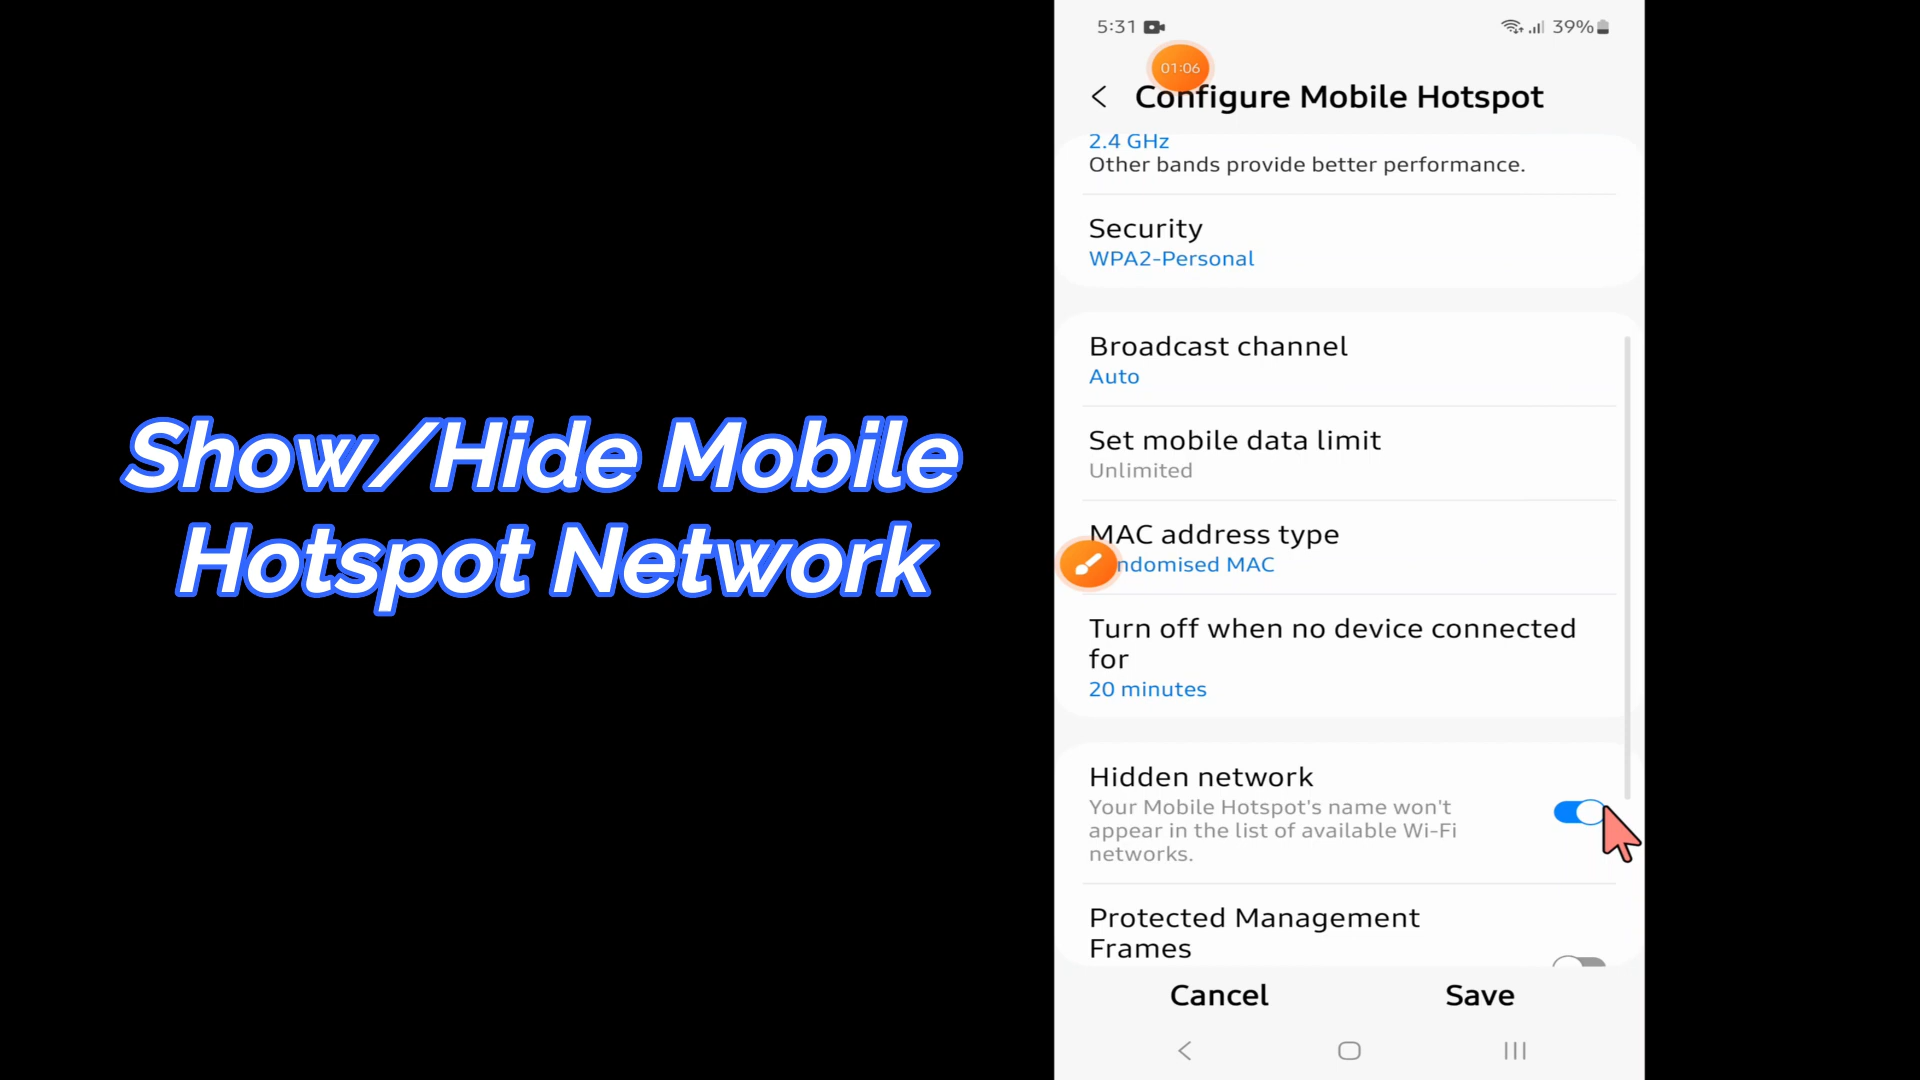 Show/Hide Mobile
Hotspot Network
5:31
39%
01:06
Configure Mobile Hotspot
2.4 GHz
Other bands provide better performance.
Security
WPA2-Personal
Broadcast channel
Auto
Set mobile data limit
Unlimited
MAC address type
ndomised MAC
Turn off when no device connected
for
20 minutes
Hidden network
Your Mobile Hotspot's name won't
appear in the list of available Wi-Fi
networks.
Protected Management
Frames
Cancel
Save